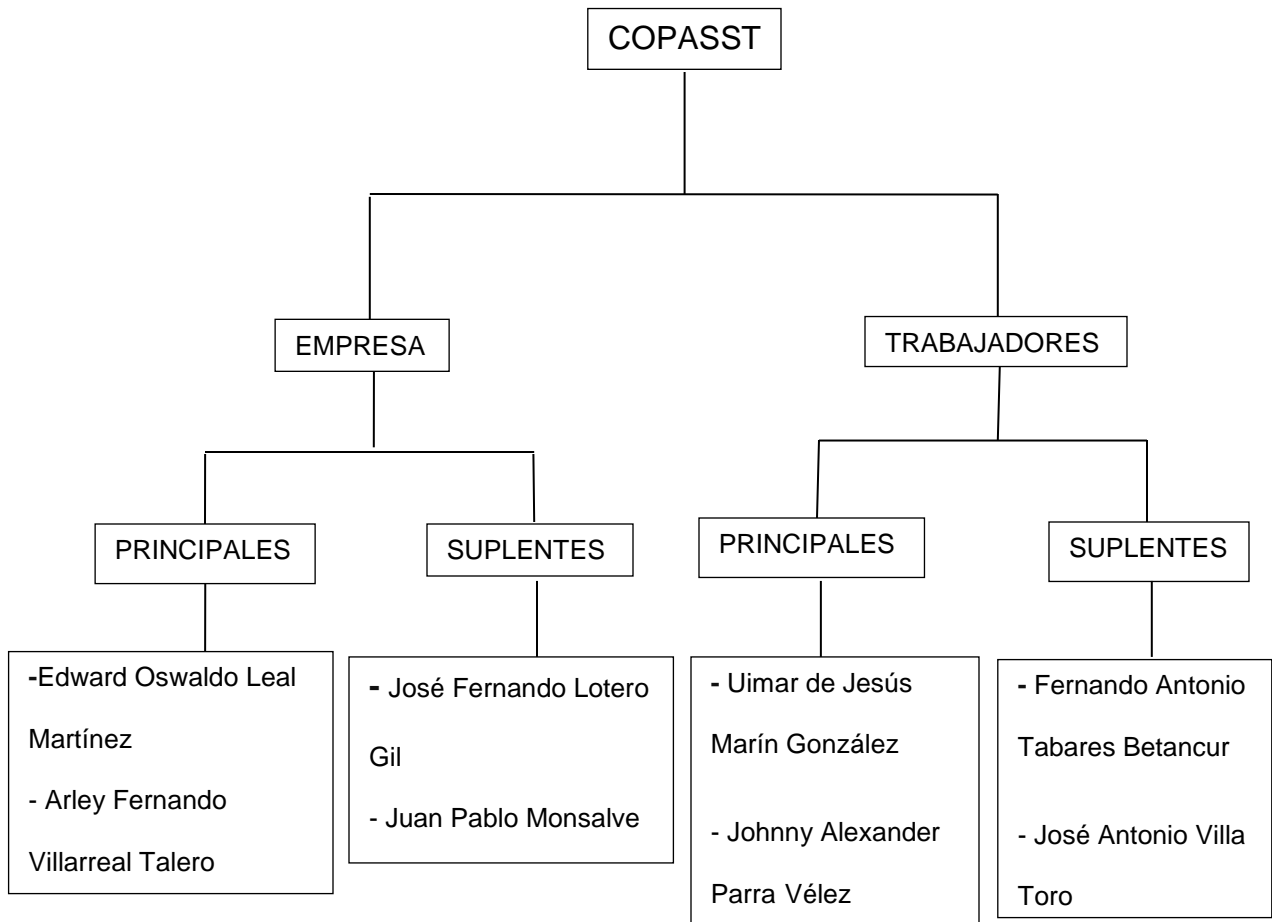 COPASST
EMPRESA
TRABAJADORES
PRINCIPALES
SUPLENTES
PRINCIPALES
SUPLENTES
-Edward Oswaldo Leal
Martínez
- Arley Fernando
Villarreal Talero
- José Fernando Lotero
Gil
- Juan Pablo Monsalve
- Uimar de Jesús
Marín González
- Johnny Alexander
Parra Vélez
- Fernando Antonio
Tabares Betancur
- José Antonio Villa
Toro